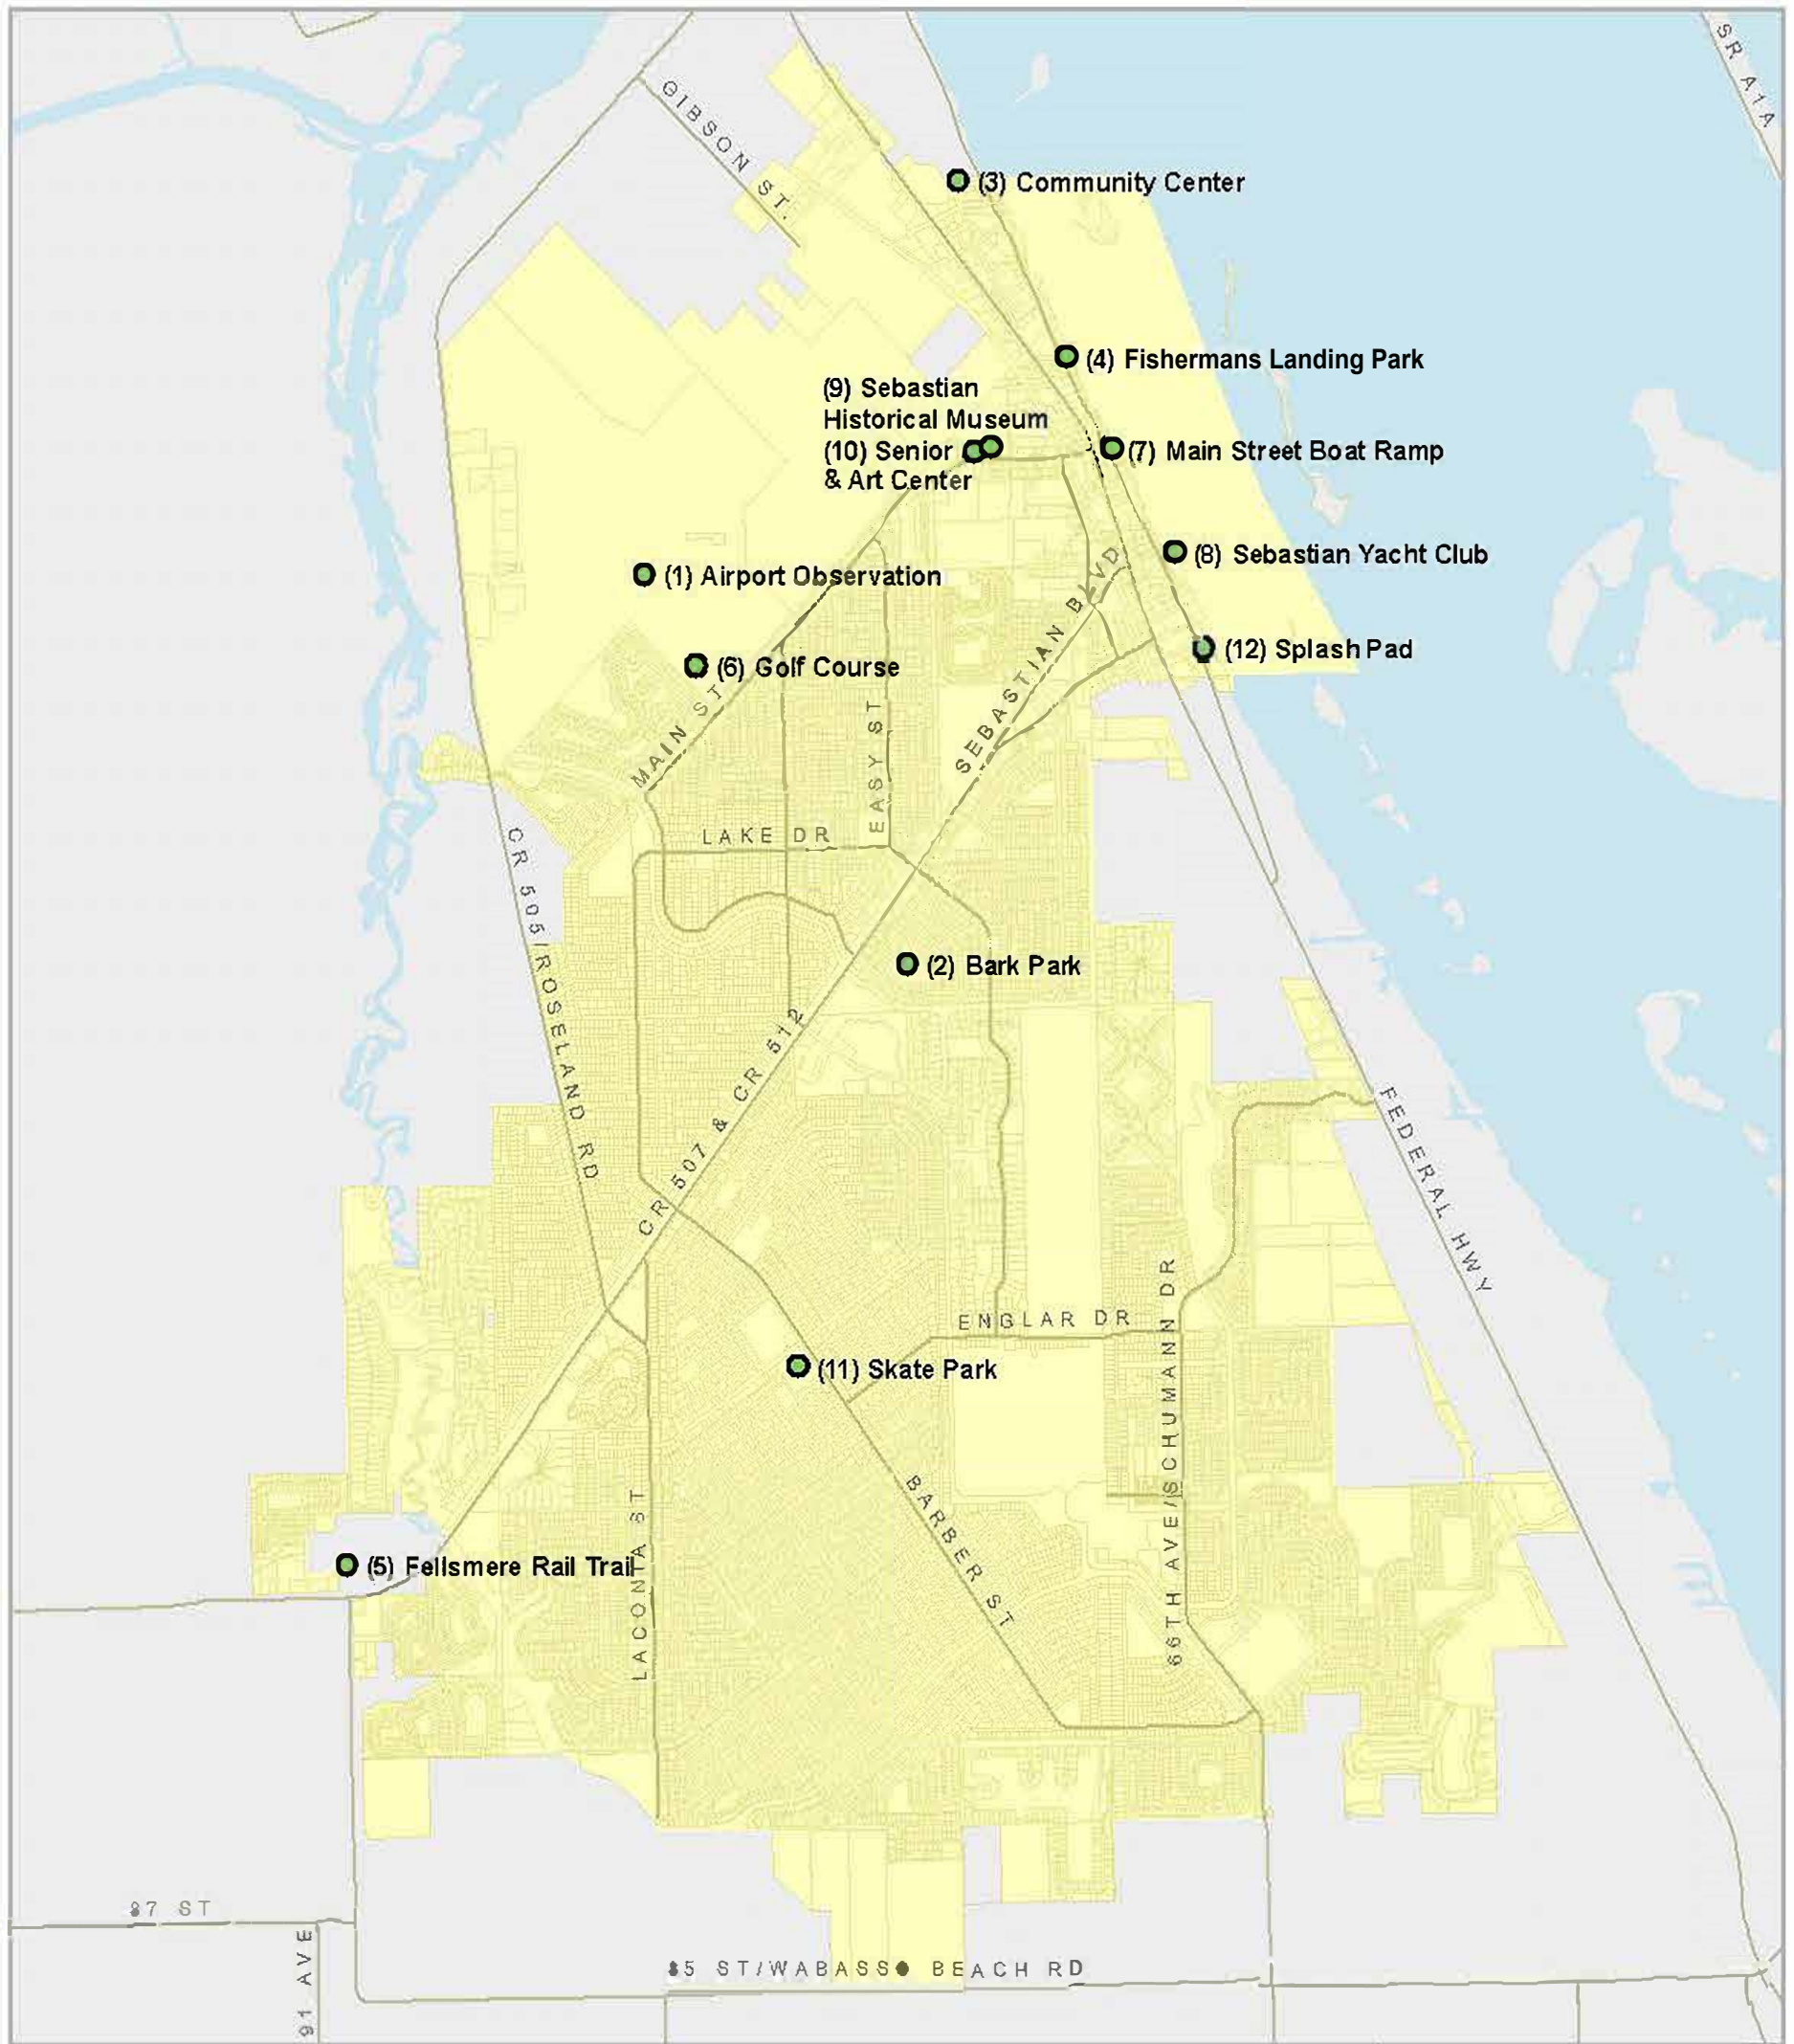 SR A1A
GIBSON ST.
(3) Community Center
(4) Fishermans Landing Park
(9) Sebastian
Historical Museum
(10) Senior
& Art Center
(7) Main Street Boat Ramp
(8) Sebastian Yacht Club
(1) Airport Observation
SEBASTIAN BLVD
(12) Splash Pad
(6) Golf Course
MAIN ST
EASY ST
LAKE DR
CR 505/ROSELAND RD
(2) Bark Park
CR 507 & CR 512
FEDERAL HWY
ENGLAR DR
(11) Skate Park
66TH AVE/SCHUMANN DR
BARBER ST
LACONIA ST
(5) Fellsmere Rail Trail
87 ST
91 AVE
85 ST/WABASSO BEACH RD